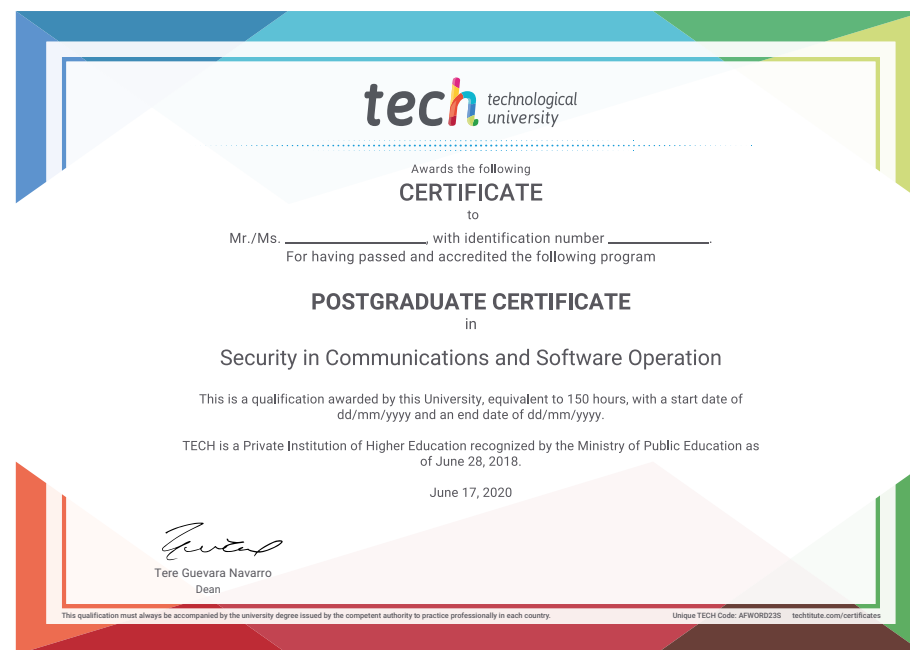 tech technological
university
Awards the following
CERTIFICATE
to
Mr./Ms. ____________, with identification number ____________.
For having passed and accredited the following program
POSTGRADUATE CERTIFICATE
in
Security in Communications and Software Operation
This is a qualification awarded by this University, equivalent to 150 hours, with a start date of
dd/mm/yyyy and an end date of dd/mm/yyyy.
TECH is a Private Institution of Higher Education recognized by the Ministry of Public Education as
of June 28, 2018.
June 17, 2020
Tere Guevara Navarro
Dean
This qualification must always be accompanied by the university degree issued by the competent authority to practice professionally in each country. Unique TECH Code: AFWORD23S techtitute.com/certificates